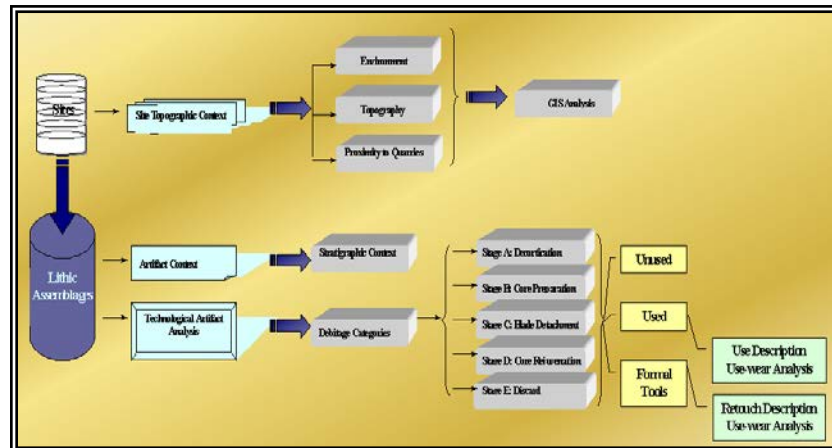 Sites
Site Topographic Context
Environment
Topography
Proximity to Quarries
GIS Analysis
Lithic
Assemblages
Artifact Context
Stratigraphic Context
Technological Artifact
Analysis
Debitage Categories
Stage A: Decortication
Stage B: Core Preparation
Stage C: Blade Detachment
Stage D: Core Rejuvenation
Stage E: Discard
Unused
Used
Formal
Tools
Use Description
Use-wear Analysis
Retouch Description
Use-wear Analysis